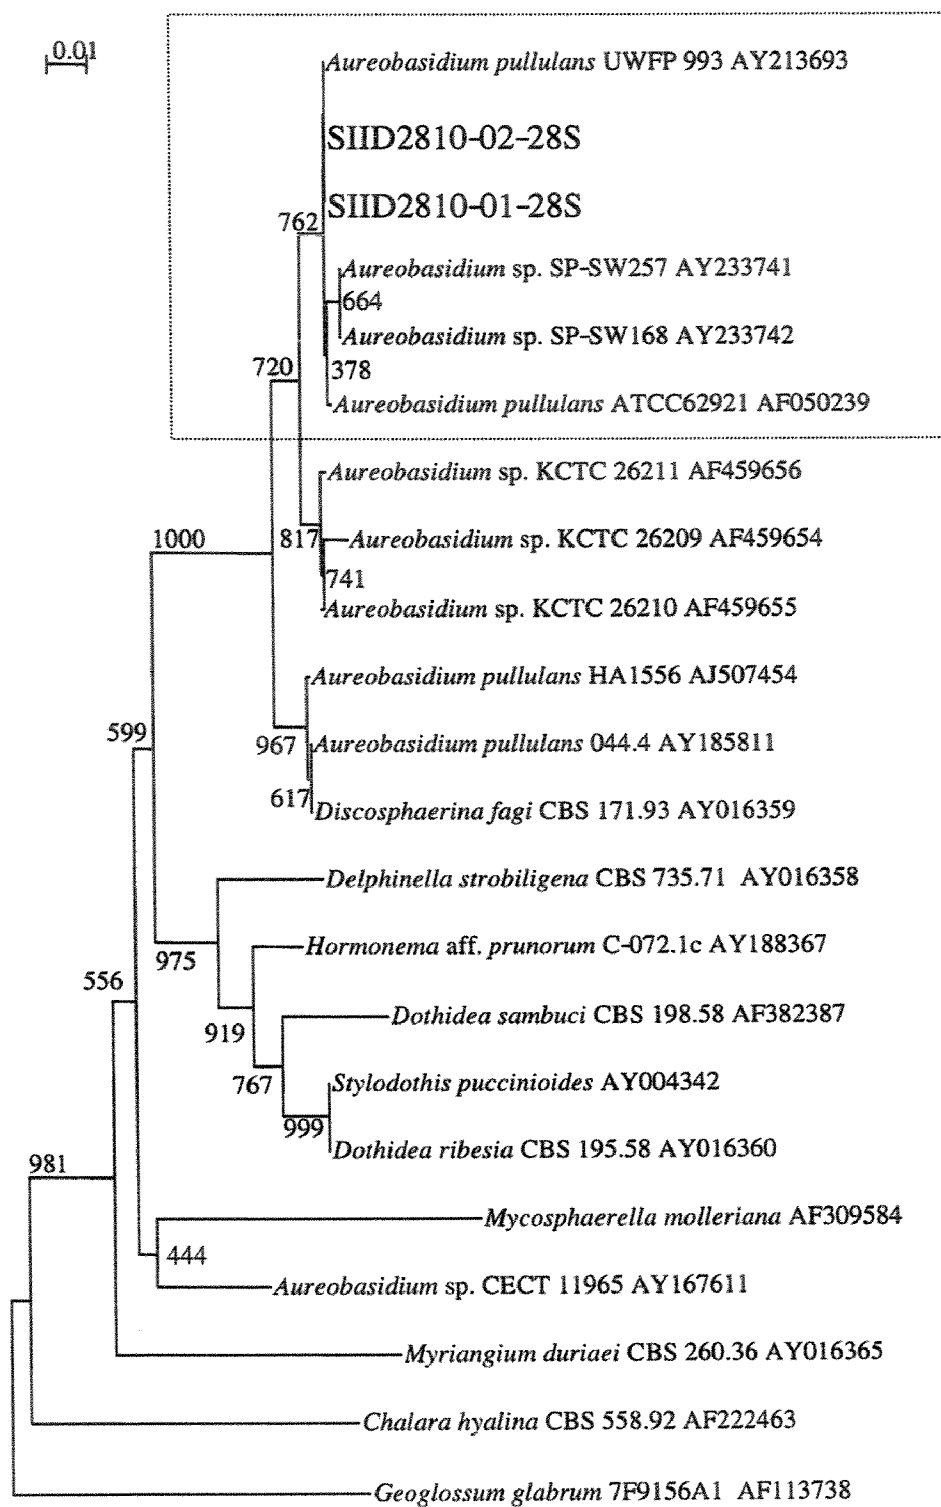 0.01
Aureobasidium pullulans UWFP 993 AY213693
SIID2810-02-28S
SIID2810-01-28S
762
Aureobasidium sp. SP-SW257 AY233741
664
Aureobasidium sp. SP-SW168 AY233742
720
378
Aureobasidium pullulans ATCC62921 AF050239
Aureobasidium sp. KCTC 26211 AF459656
1000
817
Aureobasidium sp. KCTC 26209 AF459654
741
Aureobasidium sp. KCTC 26210 AF459655
Aureobasidium pullulans HA1556 AJ507454
599
967
Aureobasidium pullulans 044.4 AY185811
617
Discosphaerina fagi CBS 171.93 AY016359
Delphinella strobiligena CBS 735.71 AY016358
975
Hormonema aff. prunorum C-072.1c AY188367
556
Dothidea sambuci CBS 198.58 AF382387
919
767
Stylodothis puccinioides AY004342
999
Dothidea ribesia CBS 195.58 AY016360
981
Mycosphaerella molleriana AF309584
444
Aureobasidium sp. CECT 11965 AY167611
Myriangium duriaei CBS 260.36 AY016365
Chalara hyalina CBS 558.92 AF222463
Geoglossum glabrum 7F9156A1 AF113738